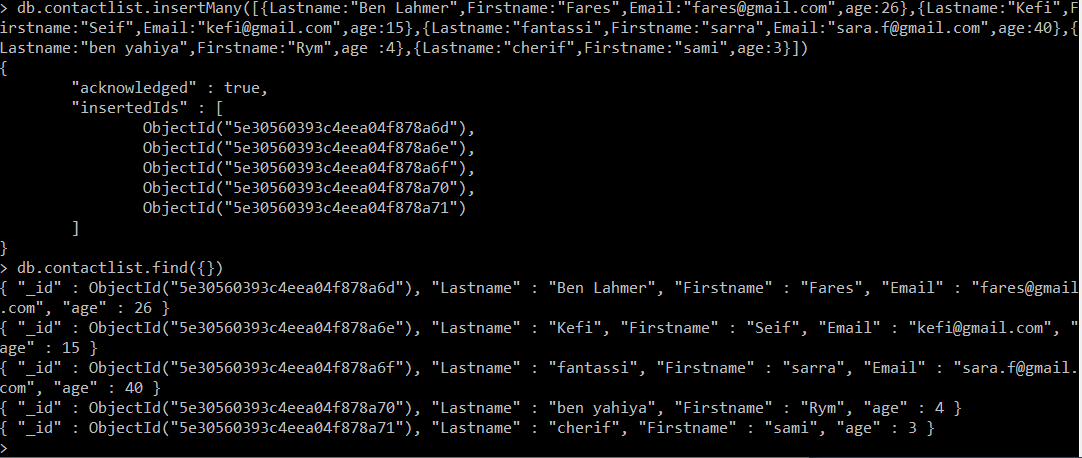 > db.contactlist.insertMany([{Lastname:"Ben Lahmer",Firstname:"Fares",Email:"fares@gmail.com",age:26},{Lastname:"Kefi",F
irstname:"Seif",Email:"kefi@gmail.com",age:15},{Lastname:"fantassi",Firstname:"sarra",Email:"sara.f@gmail.com",age:40},{
Lastname:"ben yahiya",Firstname:"Rym",age :4},{Lastname:"cherif",Firstname:"sami",age:3}])
{
        "acknowledged" : true,
        "insertedIds" : [
                ObjectId("5e30560393c4eea04f878a6d"),
                ObjectId("5e30560393c4eea04f878a6e"),
                ObjectId("5e30560393c4eea04f878a6f"),
                ObjectId("5e30560393c4eea04f878a70"),
                ObjectId("5e30560393c4eea04f878a71")
        ]
}
> db.contactlist.find({})
{ "_id" : ObjectId("5e30560393c4eea04f878a6d"), "Lastname" : "Ben Lahmer", "Firstname" : "Fares", "Email" : "fares@gmail
.com", "age" : 26 }
{ "_id" : ObjectId("5e30560393c4eea04f878a6e"), "Lastname" : "Kefi", "Firstname" : "Seif", "Email" : "kefi@gmail.com", "
age" : 15 }
{ "_id" : ObjectId("5e30560393c4eea04f878a6f"), "Lastname" : "fantassi", "Firstname" : "sarra", "Email" : "sara.f@gmail.
com", "age" : 40 }
{ "_id" : ObjectId("5e30560393c4eea04f878a70"), "Lastname" : "ben yahiya", "Firstname" : "Rym", "age" : 4 }
{ "_id" : ObjectId("5e30560393c4eea04f878a71"), "Lastname" : "cherif", "Firstname" : "sami", "age" : 3 }
>